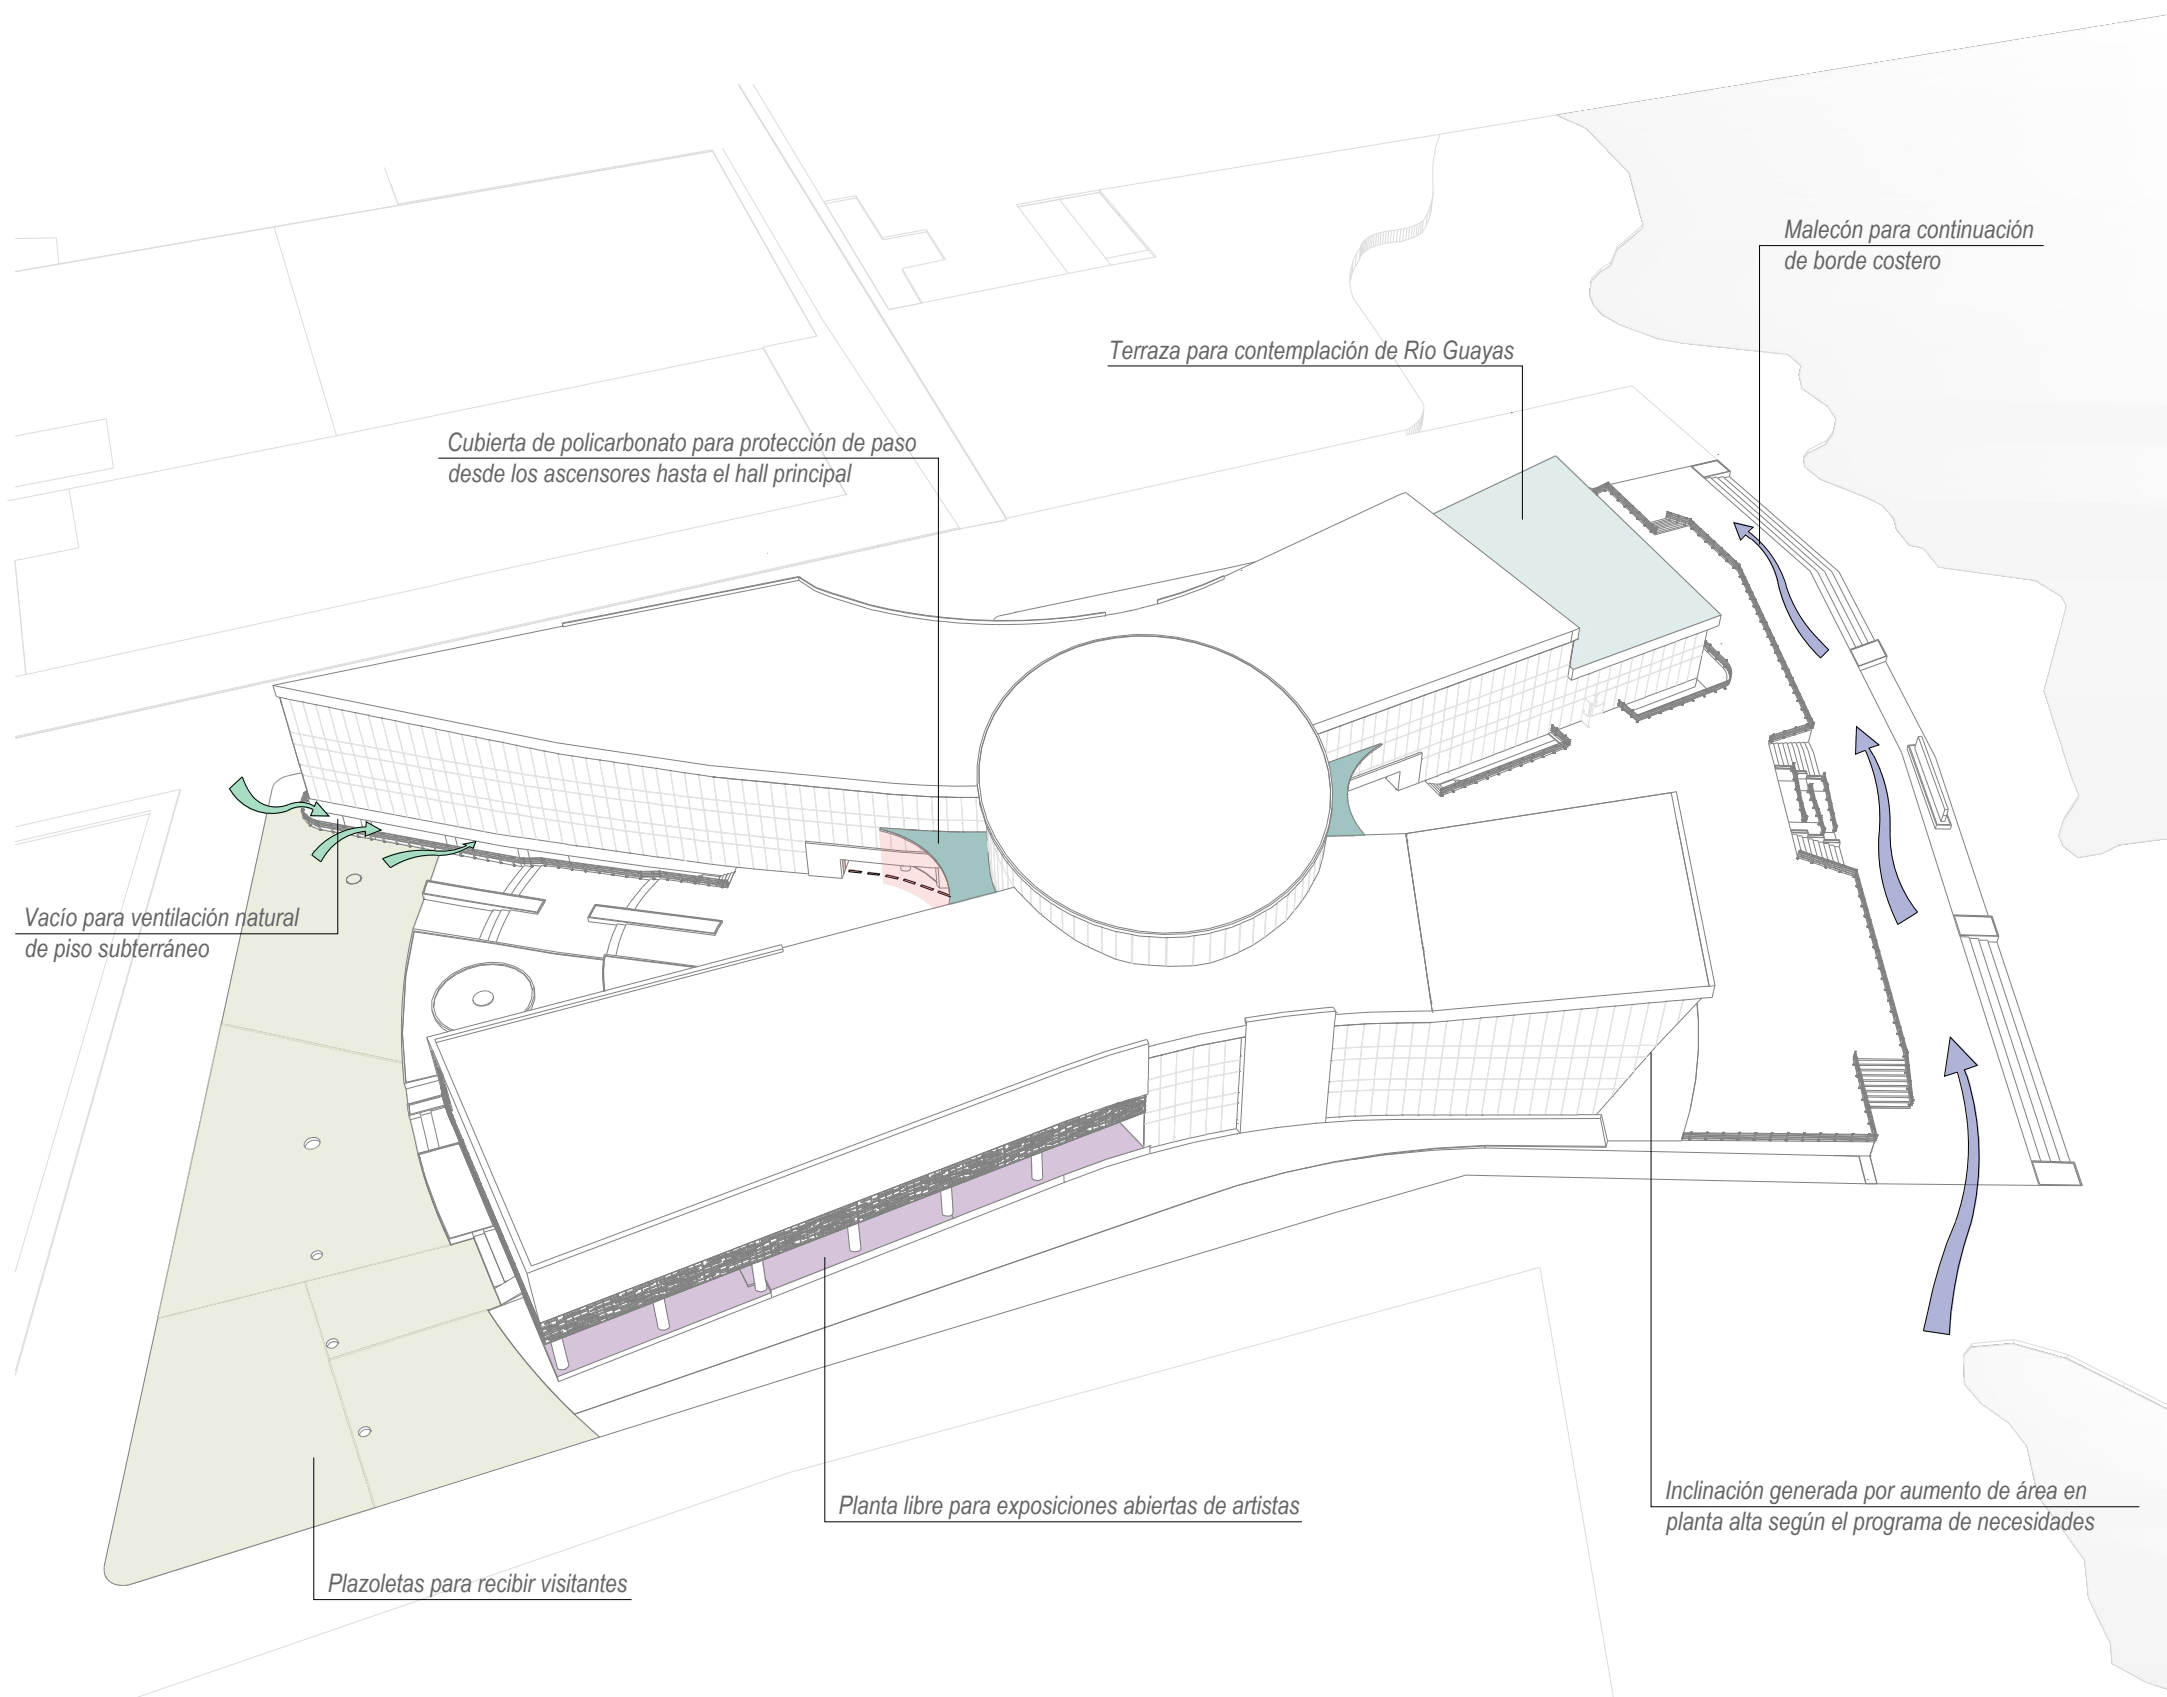 Malecón para continuación
de borde costero
Terraza para contemplación de Río Guayas
Cubierta de policarbonato para protección de paso
desde los ascensores hasta el hall principal
Vacío para ventilación natural
de piso subterráneo
Inclinación generada por aumento de área en
planta alta según el programa de necesidades
Planta libre para exposiciones abiertas de artistas
Plazoletas para recibir visitantes